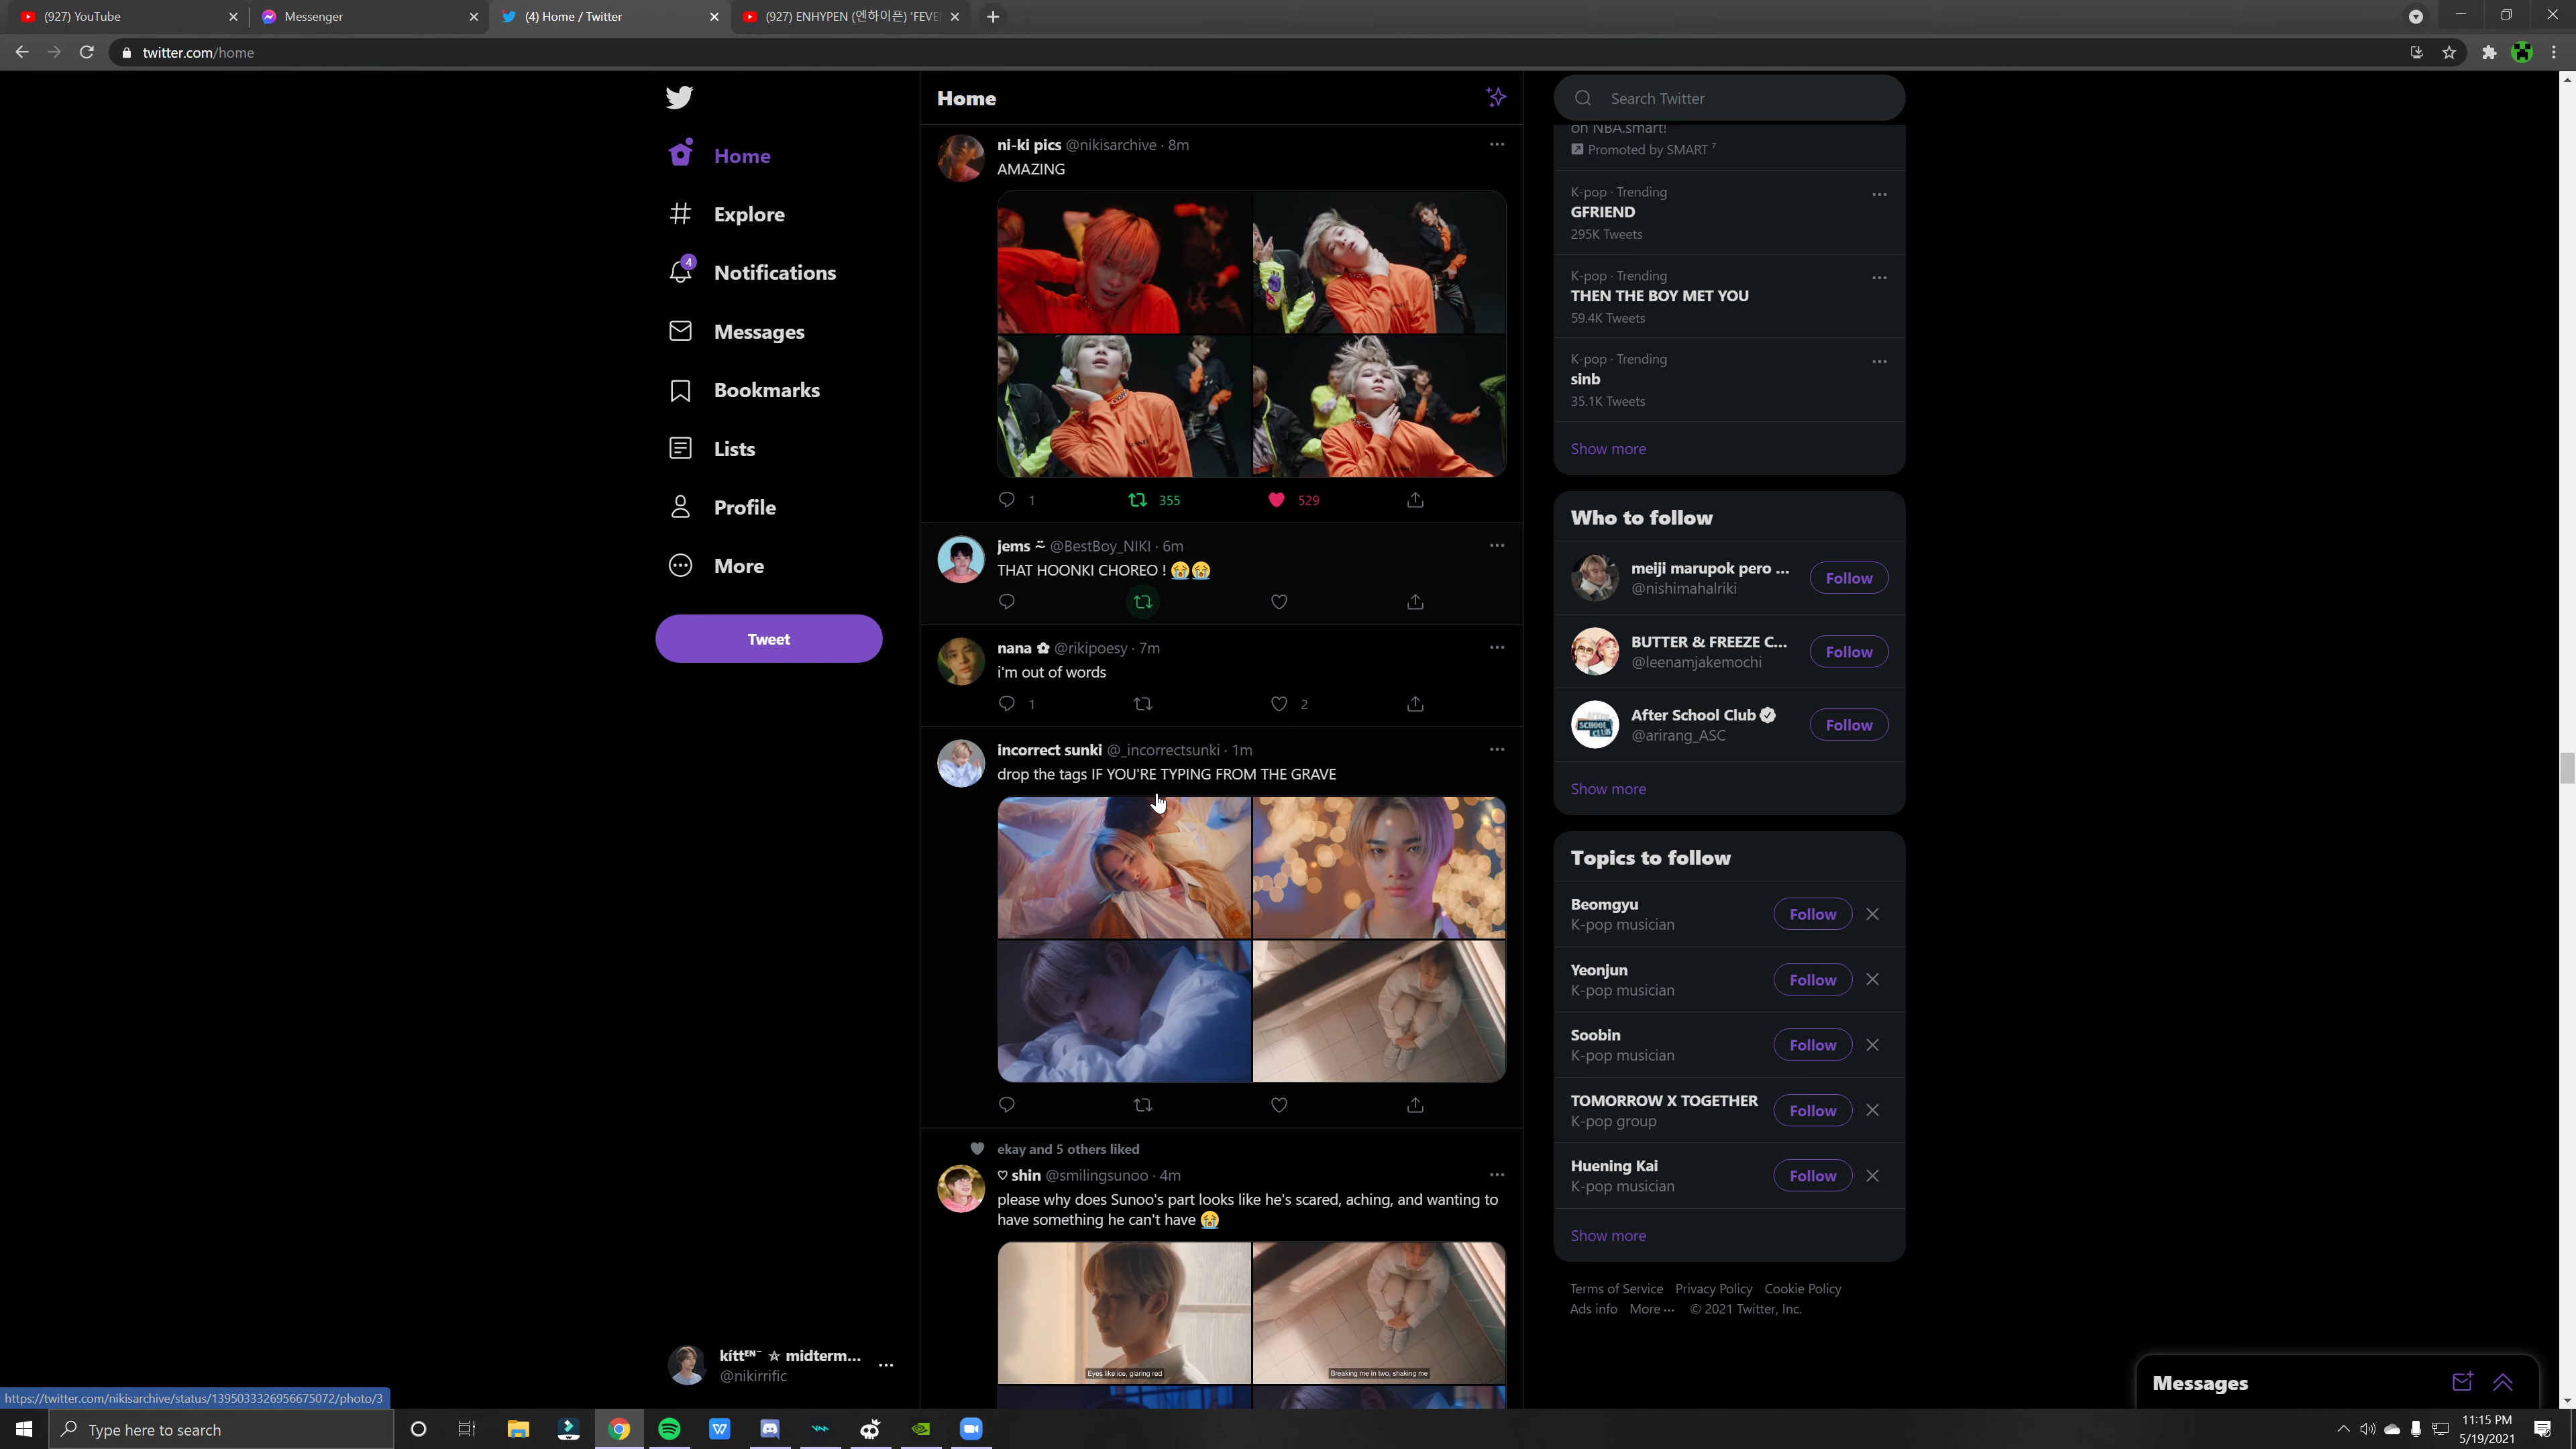 (927) YouTube
Messenger
(4) Home / Twitter
(927) ENHYPEN (엔하이픈) 'FEVE
twitter.com/home
Home
Explore
4
Notifications
Messages
Bookmarks
Lists
Profile
More
Tweet
kíttᴱᴺ⁻ ☆ midterm...
@nikirrific
Home
ni-ki pics @nikisarchive · 8m
AMAZING
1
355
529
jems @BestBoy_NIKI · 6m
THAT HOONKI CHOREO ! 😭😭
nana ✿ @rikipoesy · 7m
i'm out of words
1
2
incorrect sunki @_incorrectsunki · 1m
drop the tags IF YOU'RE TYPING FROM THE GRAVE
ekay and 5 others liked
♡ shin @smilingsunoo · 4m
please why does Sunoo's part looks like he's scared, aching, and wanting to
have something he can't have 😭
Eyes like ice, glaring red
Breaking me in two, shaking me
Search Twitter
on NBA.smart!
Promoted by SMART ⁷
K-pop · Trending
GFRIEND
295K Tweets
K-pop · Trending
THEN THE BOY MET YOU
59.4K Tweets
K-pop · Trending
sinb
35.1K Tweets
Show more
Who to follow
meiji marupok pero ...
@nishimahalriki
Follow
BUTTER & FREEZE C...
@leenamjakemochi
Follow
AFTER SCHOOL CLUB
After School Club
@arirang_ASC
Follow
Show more
Topics to follow
Beomgyu
K-pop musician
Follow
Yeonjun
K-pop musician
Follow
Soobin
K-pop musician
Follow
TOMORROW X TOGETHER
K-pop group
Follow
Huening Kai
K-pop musician
Follow
Show more
Terms of Service Privacy Policy Cookie Policy
Ads info More ··· © 2021 Twitter, Inc.
Messages
https://twitter.com/nikisarchive/status/1395033326956675072/photo/3
Type here to search
11:15 PM
5/19/2021